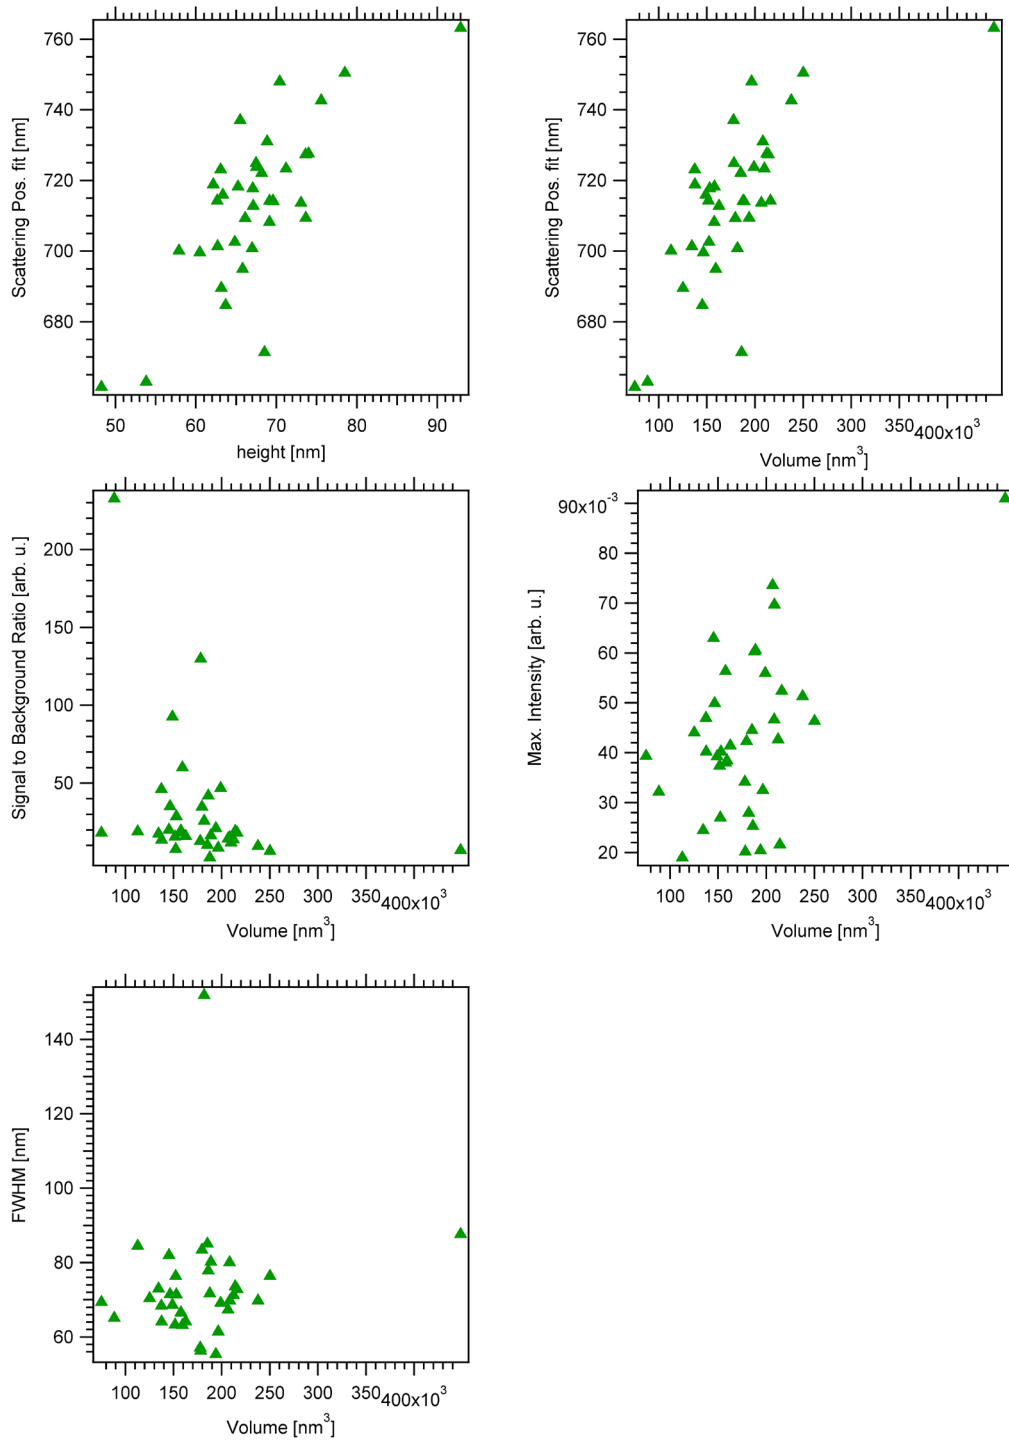 760
740
720
700
680
Scattering Pos. fit [nm]
50 60 70 80 90
height [nm]
760
740
720
700
680
Scattering Pos. fit [nm]
100 150 200 250 300 350 400x10³
Volume [nm³]
200
150
100
50
Signal to Background Ratio [arb. u.]
100 150 200 250 300 350 400x10³
Volume [nm³]
90x10⁻³
80
70
60
50
40
30
20
Max. Intensity [arb. u.]
100 150 200 250 300 350 400x10³
Volume [nm³]
140
120
100
80
60
FWHM [nm]
100 150 200 250 300 350 400x10³
Volume [nm³]